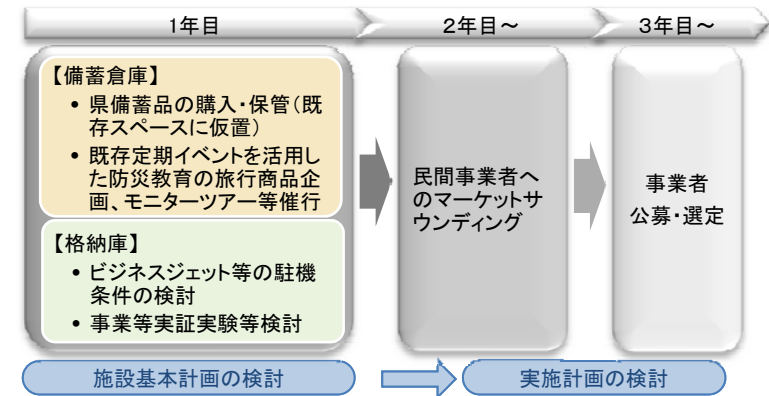 1年目
2年目~
3年目~
【備蓄倉庫】
• 県備蓄品の購入・保管(既
存スペースに仮置)
• 既存定期イベントを活用し
た防災教育の旅行商品企
画、モニターツアー等催行
【格納庫】
• ビジネスジェット等の駐機
条件の検討
• 事業等実証実験等検討
民間事業者へ
のマーケットサ
ウンディング
事業者
公募・選定
施設基本計画の検討
実施計画の検討